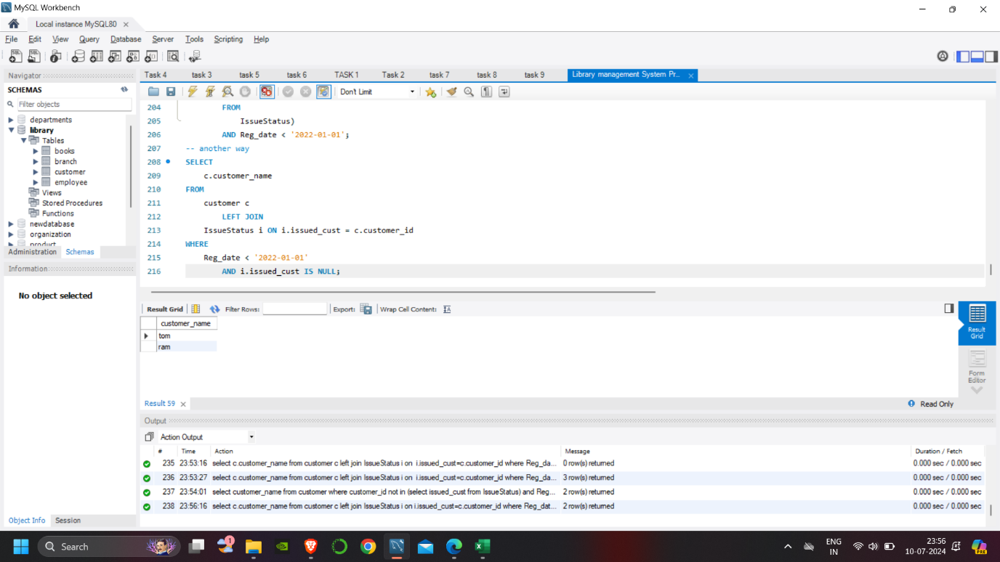 MySQL Workbench
Local instance MySQL80
File Edit View Query Database Server Tools Scripting Help
Navigator
SCHEMAS
Filter objects
departments
library
Tables
books
branch
customer
employee
Views
Stored Procedures
Functions
newdatabase
organization
product
Administration Schemas
Information
No object selected
Object Info Session
Task 4 task 3 task 5 task 6 TASK 1 Task 2 task 7 task 8 task 9 Library management System Pr...
Don't Limit
204 FROM
205 IssueStatus)
206 AND Reg_date < '2022-01-01';
207 -- another way
208 SELECT
209 c.customer_name
210 FROM
211 customer c
212 LEFT JOIN
213 IssueStatus i ON i.issued_cust = c.customer_id
214 WHERE
215 Reg_date < '2022-01-01'
216 AND i.issued_cust IS NULL;
Result Grid Filter Rows: Export: Wrap Cell Content:
customer_name
tom
ram
Result Grid
Form Editor
Result 59
Read Only
Output
Action Output
# Time Action Message Duration / Fetch
235 23:53:16 select c.customer_name from customer c left join IssueStatus i on i.issued_cust=c.customer_id where Reg_da... 0 row(s) returned 0.000 sec / 0.000 sec
236 23:53:27 select c.customer_name from customer c left join IssueStatus i on i.issued_cust=c.customer_id where Reg_da... 3 row(s) returned 0.000 sec / 0.000 sec
237 23:54:01 select customer_name from customer where customer_id not in (select issued_cust from IssueStatus) and Reg... 2 row(s) returned 0.000 sec / 0.000 sec
238 23:56:16 select c.customer_name from customer c left join IssueStatus i on i.issued_cust=c.customer_id where Reg_dat... 2 row(s) returned 0.000 sec / 0.000 sec
Search
1
ENG
IN
23:56
10-07-2024
PRE